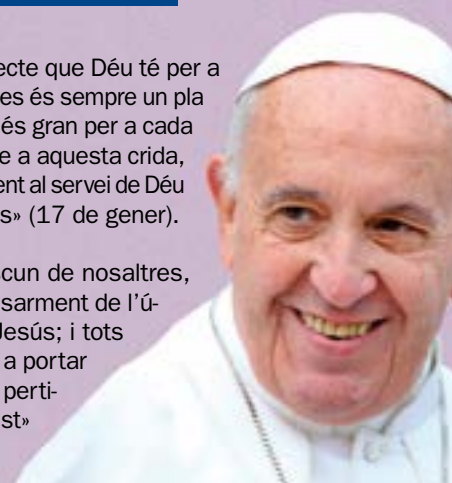 ecte que Déu té per a
es és sempre un pla
és gran per a cada
e a aquesta crida,
ent al servei de Déu
s» (17 de gener).
scun de nosaltres,
sarment de l'ú-
Jesús; i tots
a portar
perti-
st»